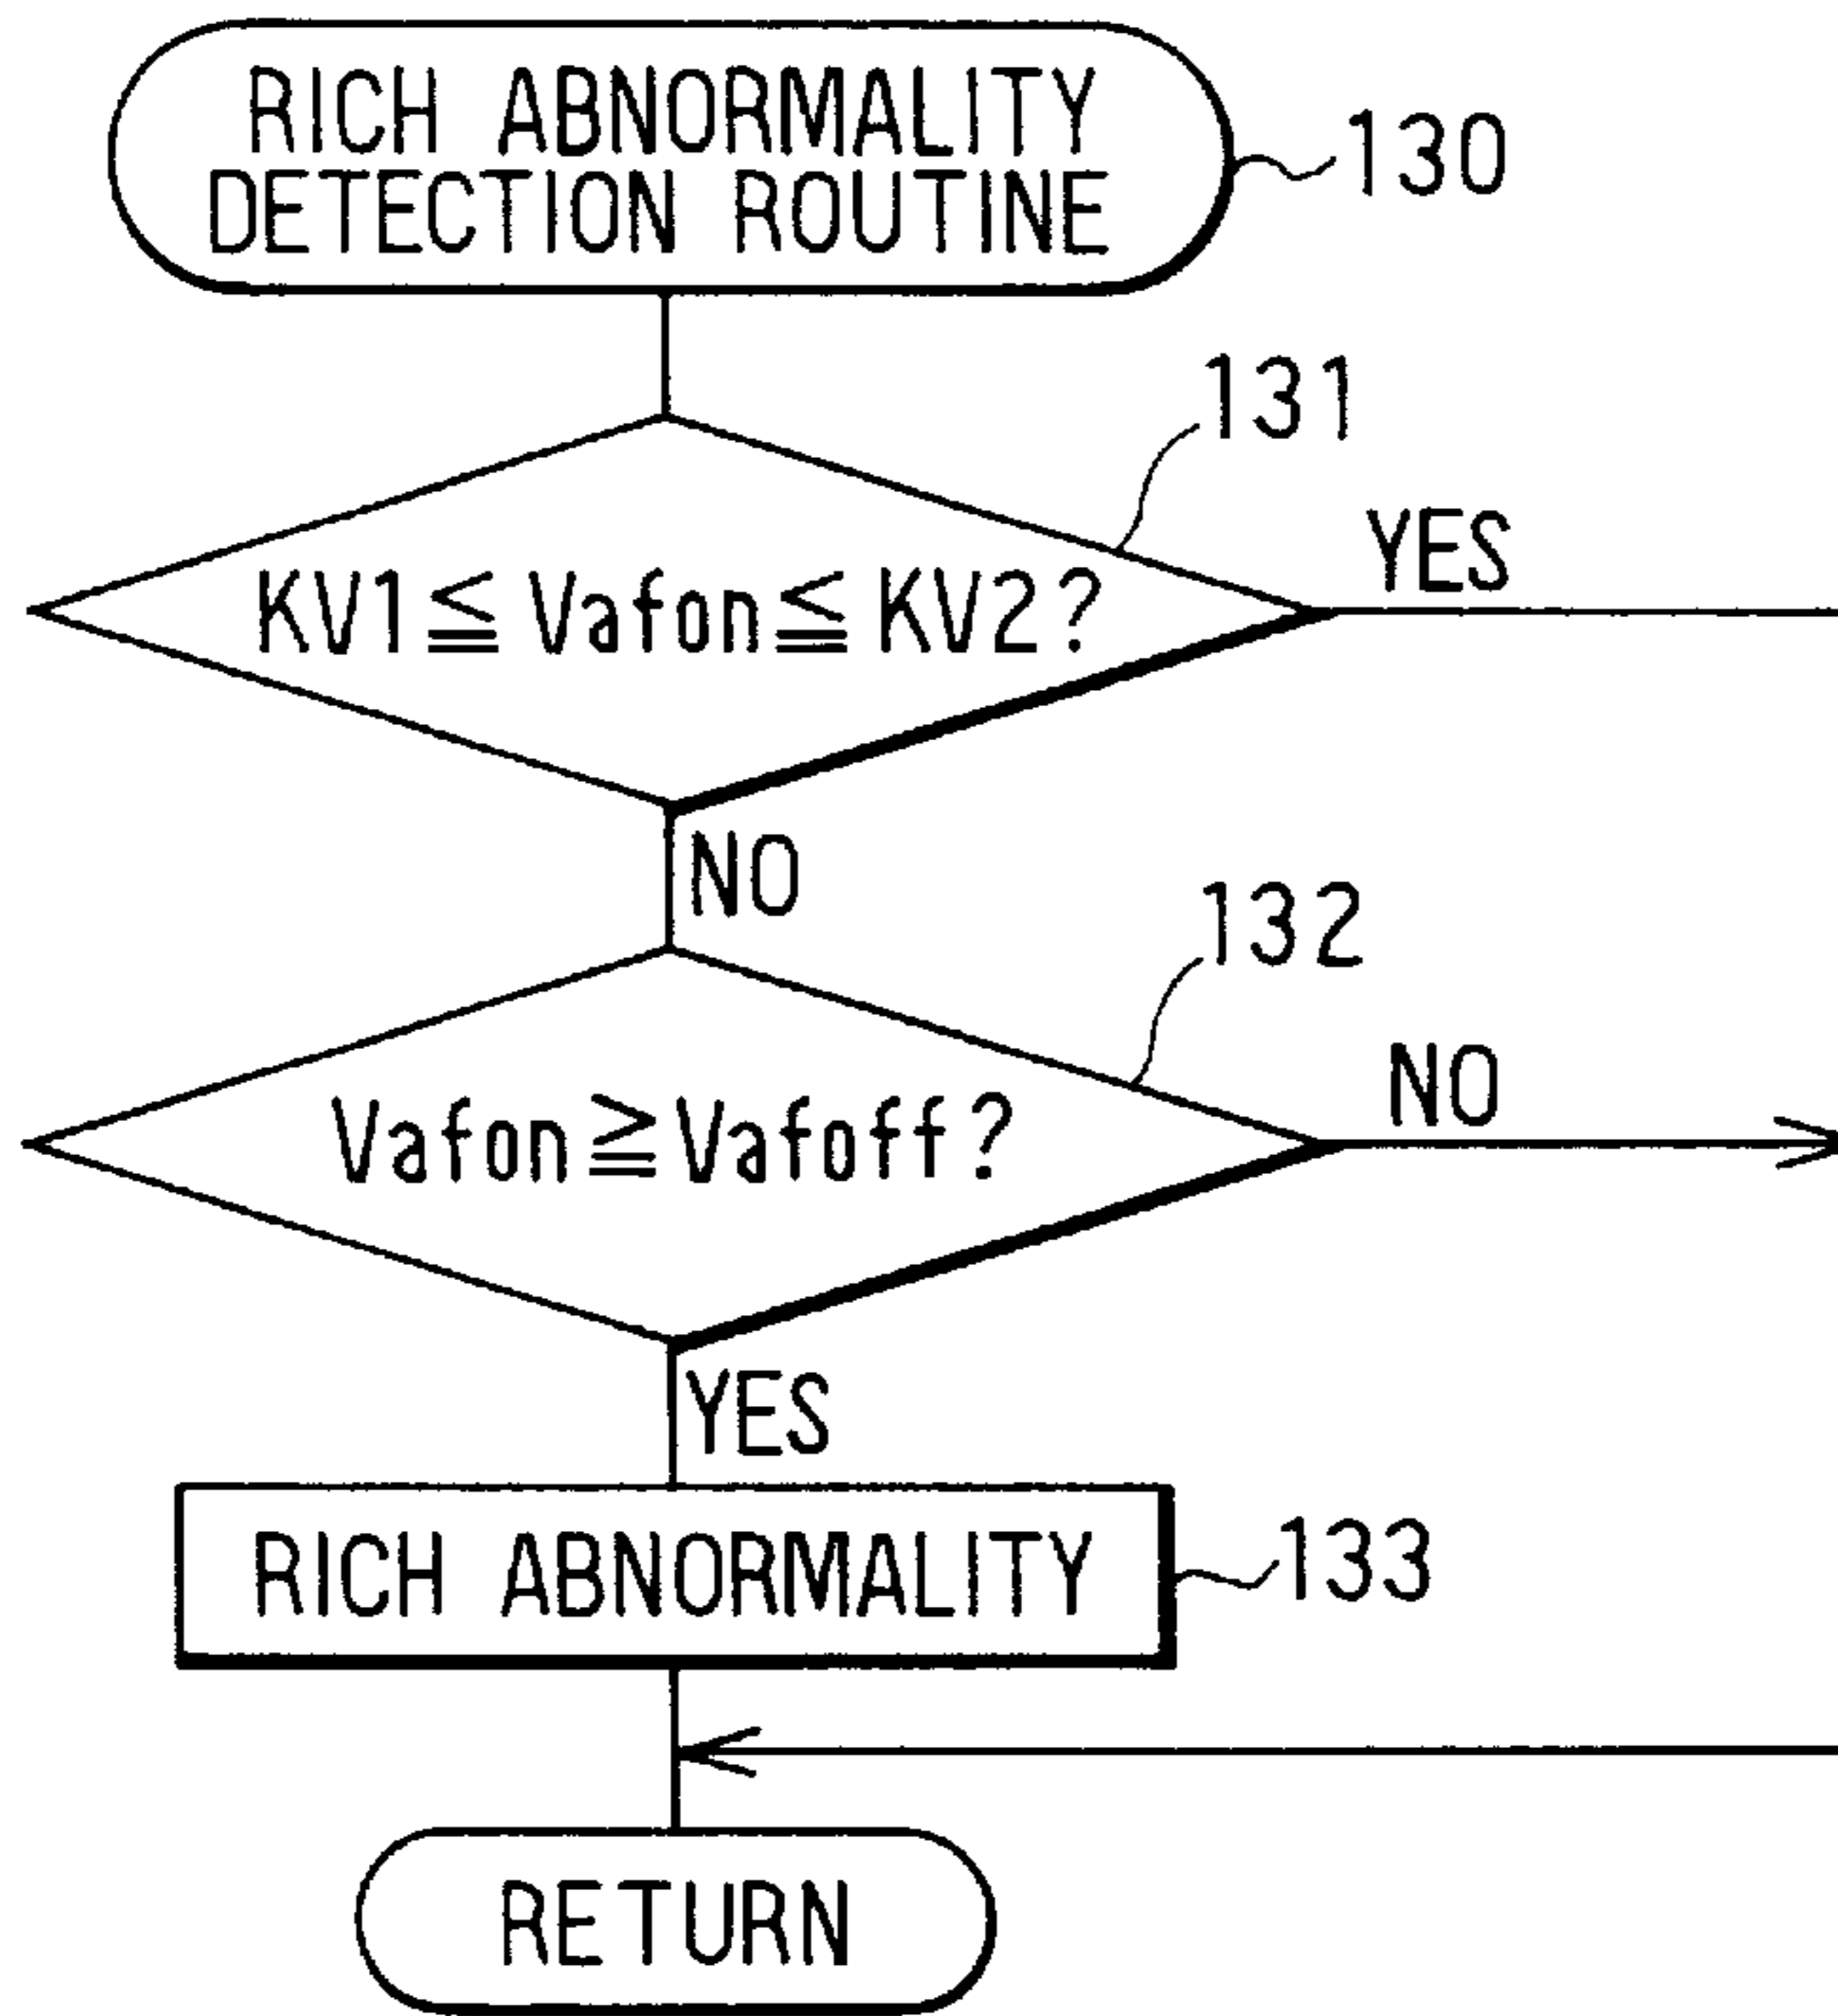 RICH ABNORMALITY
DETECTION ROUTINE
130
131
KV1≦Vafon≦KV2?
YES
NO
132
Vafon≧Vafoff?
NO
YES
RICH ABNORMALITY
133
RETURN